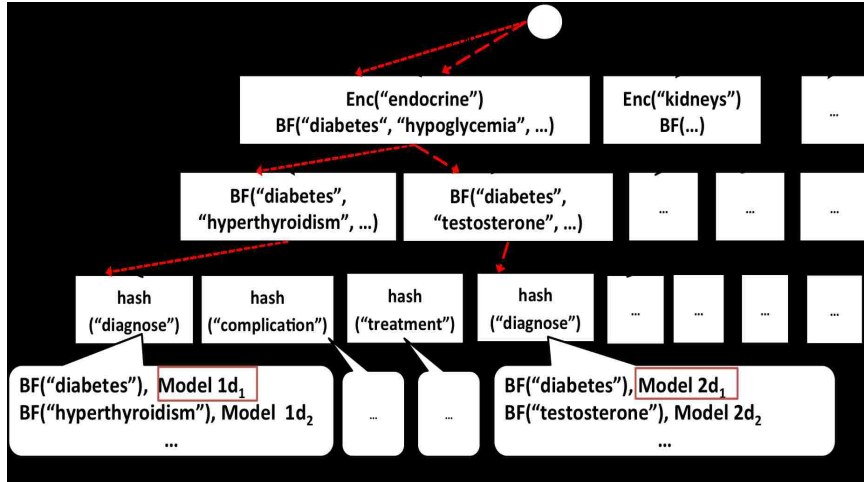 Enc("endocrine")
BF("diabetes", "hypoglycemia", ...)
Enc("kidneys")
BF(...)
...
BF("diabetes",
"hyperthyroidism", ...)
BF("diabetes",
"testosterone", ...)
...
...
...
hash
("diagnose")
hash
("complication")
hash
("treatment")
hash
("diagnose")
...
...
...
...
BF("diabetes"), Model 1d₁
BF("hyperthyroidism"), Model 1d₂
...
...
...
BF("diabetes"), Model 2d₁
BF("testosterone"), Model 2d₂
...